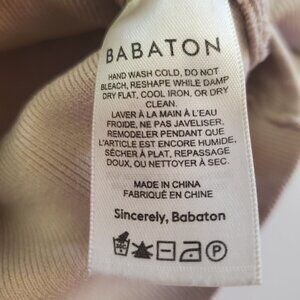 BABATON
HAND WASH COLD, DO NOT
BLEACH, RESHAPE WHILE DAMP
DRY FLAT, COOL IRON, OR DRY
CLEAN.
LAVER À LA MAIN À L'EAU
FROIDE, NE PAS JAVELISER,
REMODELER PENDANT QUE
L'ARTICLE EST ENCORE HUMIDE,
SÉCHER À PLAT, REPASSAGE
DOUX, OU NETTOYER À SEC.
MADE IN CHINA
FABRIQUÉ EN CHINE
Sincerely, Babaton